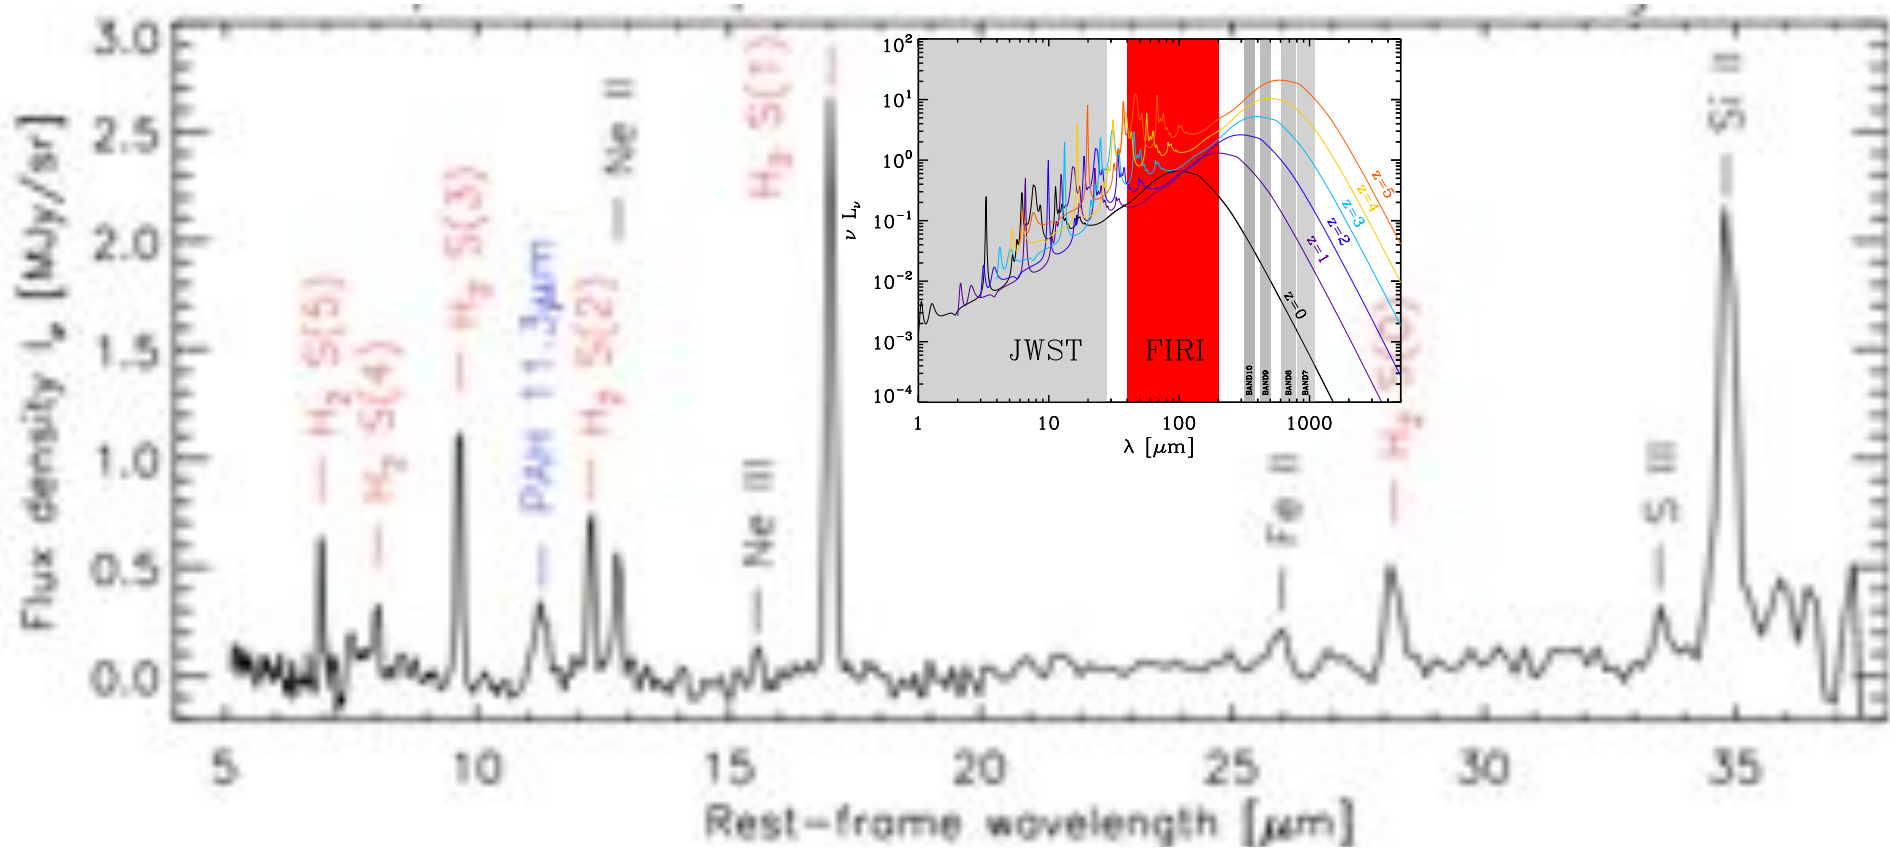 3.0
2.5
2.0
1.5
1.0
0.5
0.0
Flux density Iν [MJy/sr]
H2 S(5)
H2 S(4)
H2 S(3)
PAH 11.3μm
H2 S(2)
Ne II
Ne III
H2 S(1)
Fe II
H2 S(0)
S III
Si II
5 10 15 20 25 30 35
Rest-frame wavelength [μm]
10^2
10^1
10^0
10^-1
10^-2
10^-3
10^-4
ν Lν
JWST
FIRI
BAND10
BAND9
BAND8
BAND7
z=0
z=1
z=2
z=3
z=4
z=5
1 10 100 1000
λ [μm]